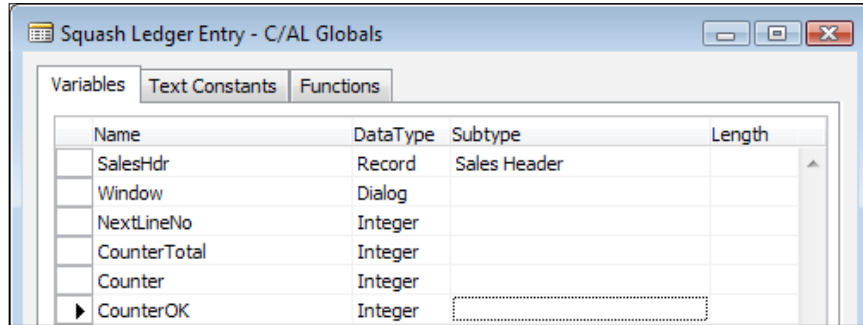 Squash Ledger Entry - C/AL Globals
Variables Text Constants Functions
Name DataType Subtype Length
SalesHdr Record Sales Header
Window Dialog
NextLineNo Integer
CounterTotal Integer
Counter Integer
CounterOK Integer